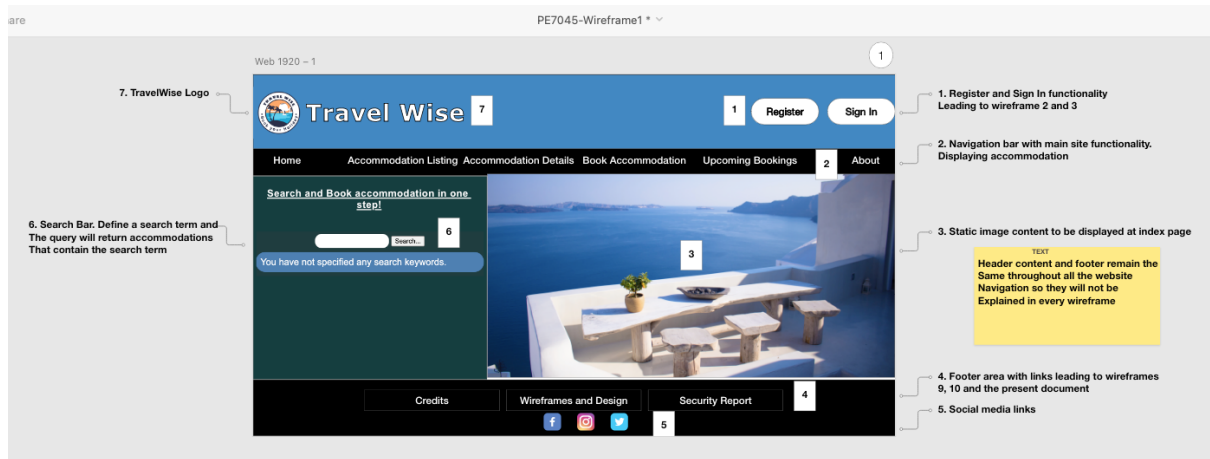 are
PE7045-Wireframe1 *
Web 1920 – 1
1
7. TravelWise Logo
Travel Wise
7
1
Register
Sign In
1. Register and Sign In functionality
Leading to wireframe 2 and 3
Home
Accommodation Listing
Accommodation Details
Book Accommodation
Upcoming Bookings
2
About
2. Navigation bar with main site functionality.
Displaying accommodation
Search and Book accommodation in one
step!
6
Search...
You have not specified any search keywords.
6. Search Bar. Define a search term and
The query will return accommodations
That contain the search term
3
3. Static image content to be displayed at index page
TEXT
Header content and footer remain the
Same throughout all the website
Navigation so they will not be
Explained in every wireframe
Credits
Wireframes and Design
Security Report
4
4. Footer area with links leading to wireframes
9, 10 and the present document
5
5. Social media links